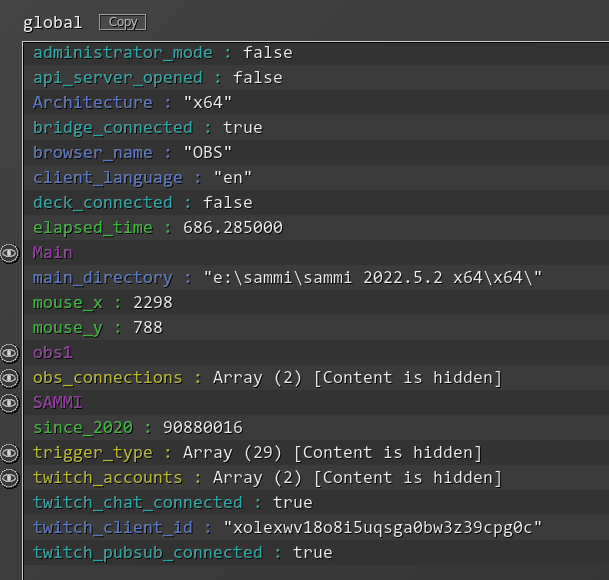 global Copy
administrator_mode : false
api_server_opened : false
Architecture : "x64"
bridge_connected : true
browser_name : "OBS"
client_language : "en"
deck_connected : false
elapsed_time : 686.285000
Main
main_directory : "e:\sammi\sammi 2022.5.2 x64\x64\"
mouse_x : 2298
mouse_y : 788
obs1
obs_connections : Array (2) [Content is hidden]
SAMMI
since_2020 : 90880016
trigger_type : Array (29) [Content is hidden]
twitch_accounts : Array (2) [Content is hidden]
twitch_chat_connected : true
twitch_client_id : "xolexwv18o8i5uqsga0bw3z39cpg0c"
twitch_pubsub_connected : true